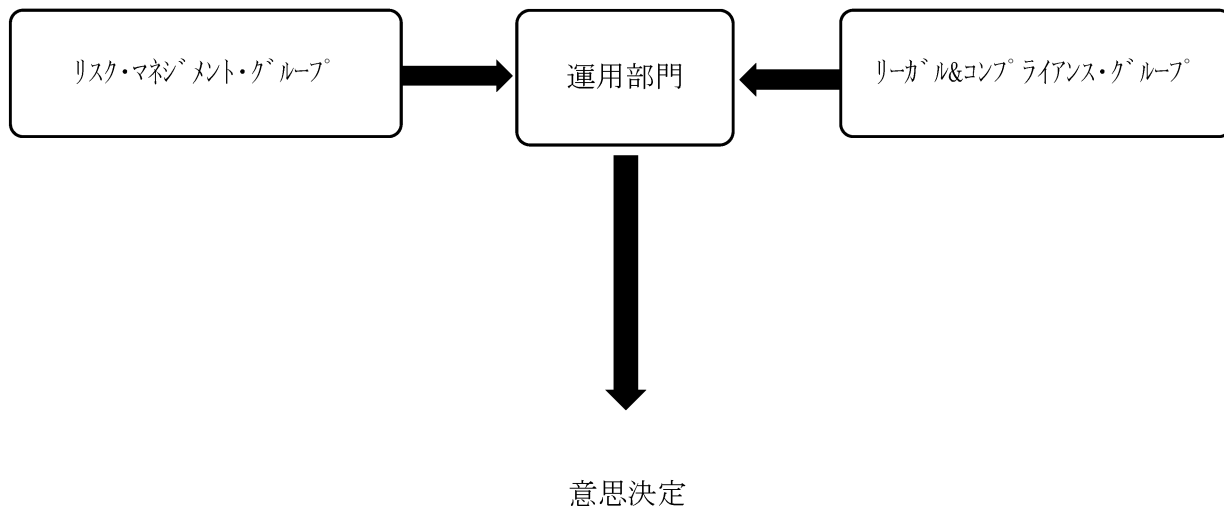 リスク・マネジメント・グループ
運用部門
リーガル&コンプライアンス・グループ
意思決定